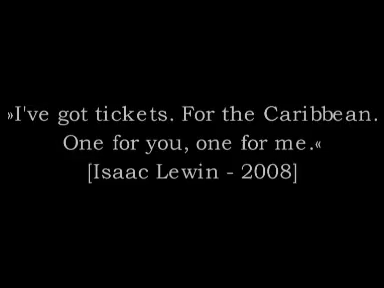 »I've got tickets. For the Caribbean.
One for you, one for me.«
[Isaac Lewin - 2008]